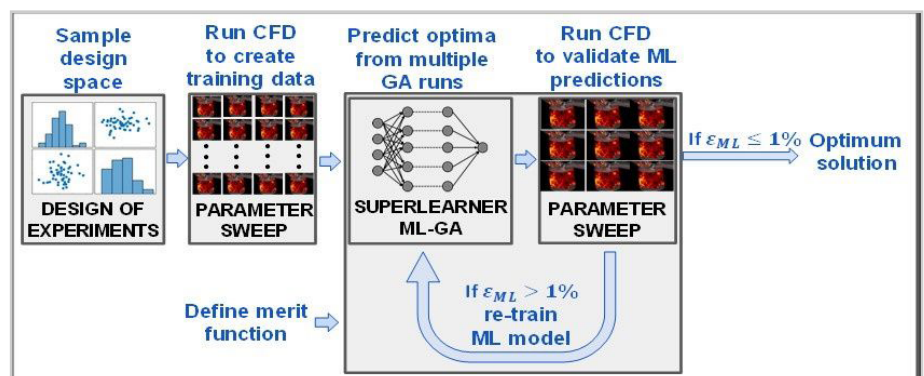 Sample
design
space
Run CFD
to create
training data
Predict optima
from multiple
GA runs
Run CFD
to validate ML
predictions
DESIGN OF
EXPERIMENTS
PARAMETER
SWEEP
SUPERLEARNER
ML-GA
PARAMETER
SWEEP
If ε_ML ≤ 1%
Optimum
solution
Define merit
function
If ε_ML > 1%
re-train
ML model